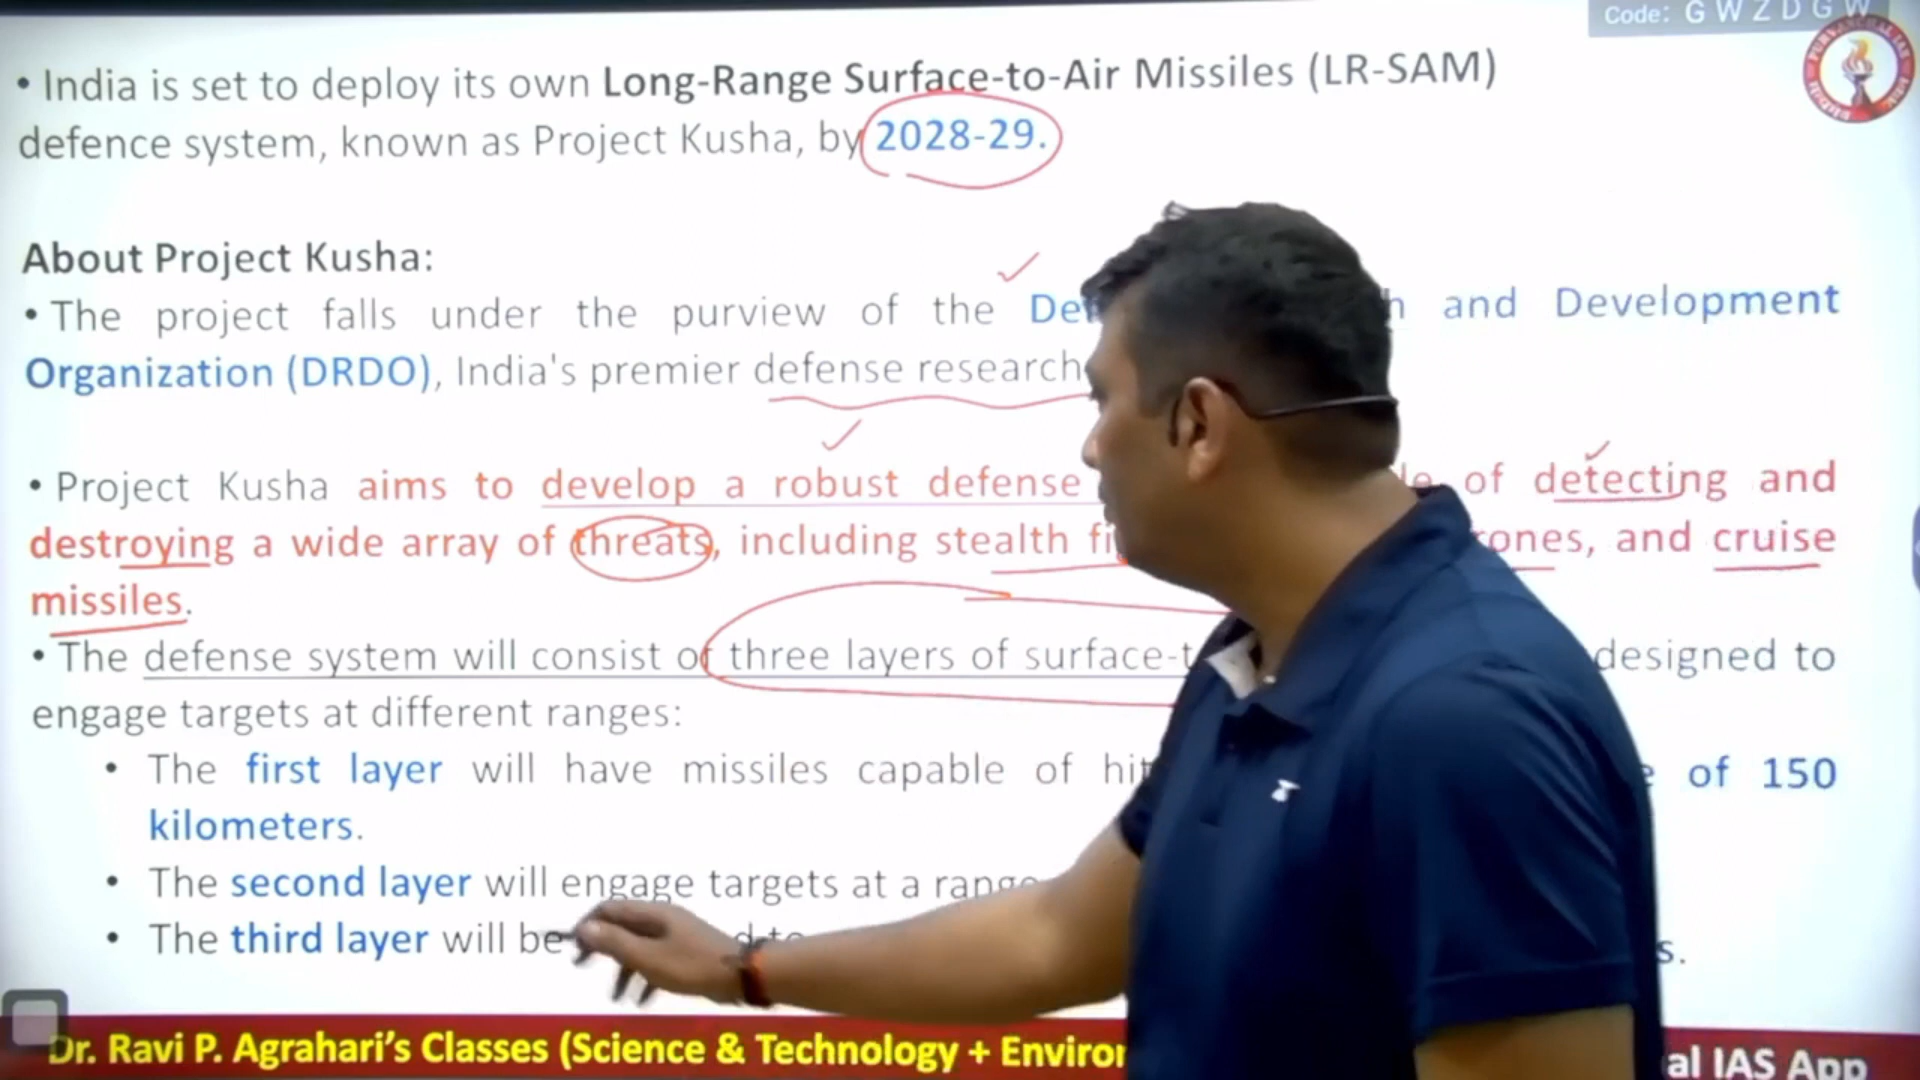 Code: G W Z D G W
• India is set to deploy its own Long-Range Surface-to-Air Missiles (LR-SAM)
defence system, known as Project Kusha, by 2028-29.
About Project Kusha:
• The project falls under the purview of the and Development
Organization (DRDO), India's premier defense research
• Project Kusha aims to develop a robust defense of detecting and
destroying a wide array of threats, including stealth and cruise
missiles.
• The defense system will consist of three layers of designed to
engage targets at different ranges:
• The first layer will have missiles capable of of 150
kilometers.
• The second layer will engage targets at a range
• The third layer will be
Dr. Ravi P. Agrahari's Classes (Science & Technology + al IAS App